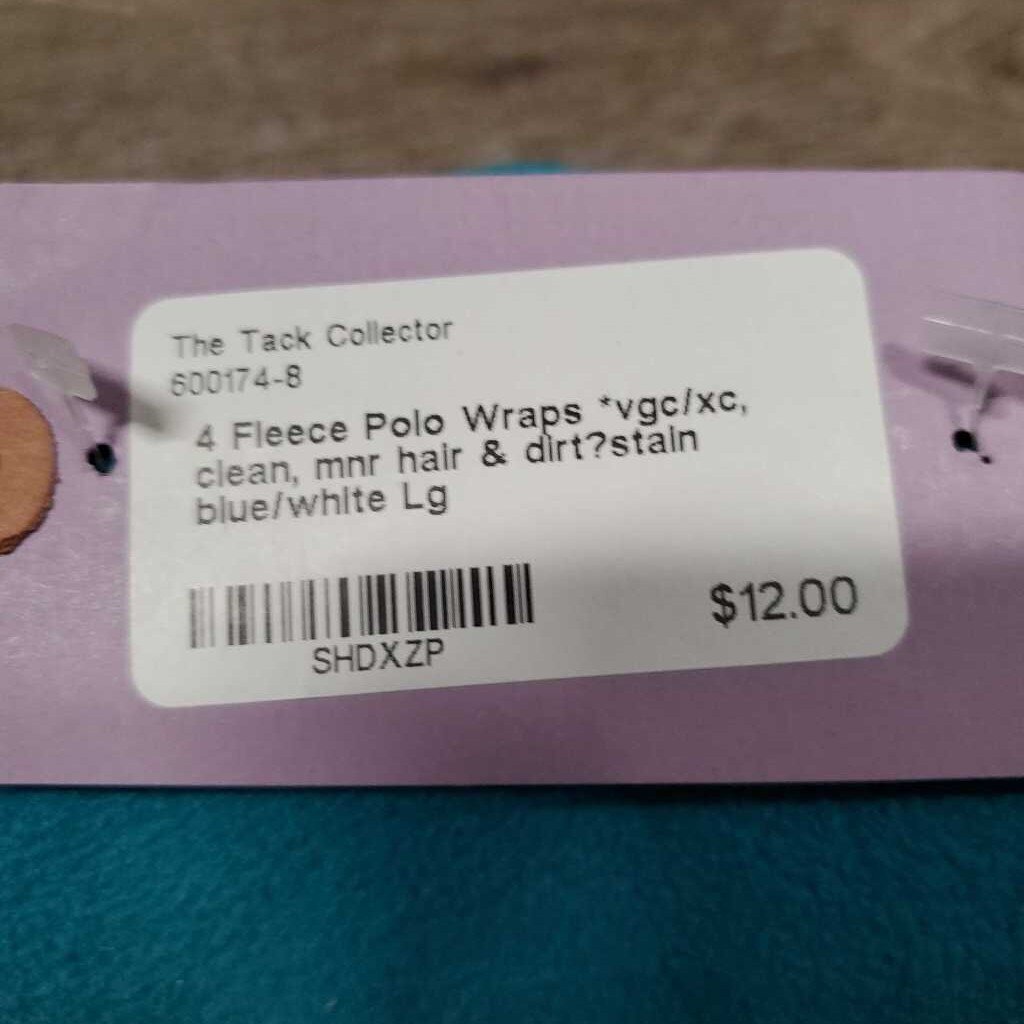 The Tack Collector
600174-8
4 Fleece Polo Wraps *vgc/xc,
clean, mnr hair & dirt?stain
blue/white Lg
SHDXZP
$12.00